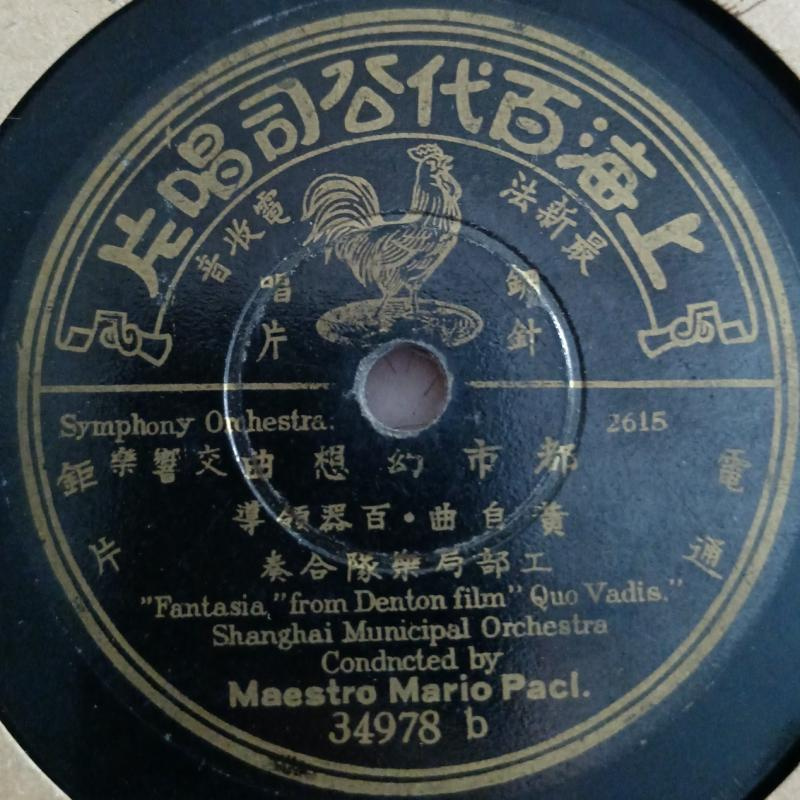 上海百代公司唱片
最新法
電收音
鋼針
唱片
Symphony Orchestra.
2615
都市幻想曲
交響樂
電通鉅片
黃自曲·百器領導
工部局樂隊合奏
"Fantasia," from Denton film "Quo Vadis."
Shanghai Municipal Orchestra
Condncted by
Maestro Mario Paci.
34978 b